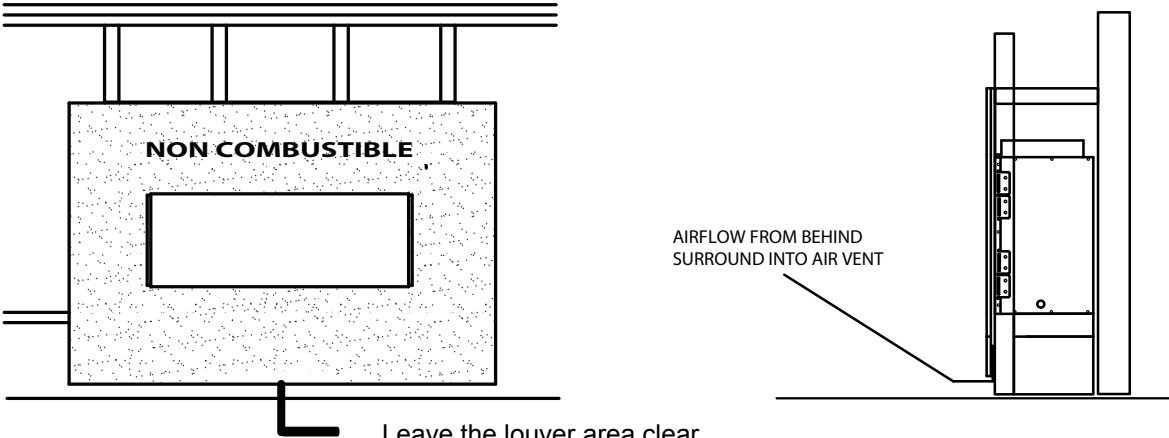 NON COMBUSTIBLE
AIRFLOW FROM BEHIND
SURROUND INTO AIR VENT
Leave the louver area clear